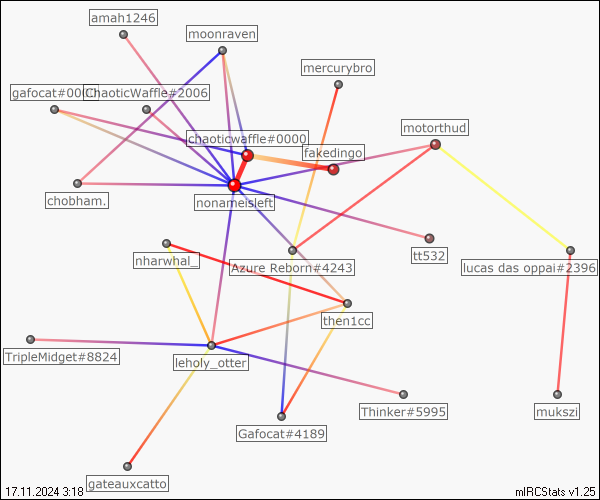 amah1246
moonraven
mercurybro
gafocat#00
ChaoticWaffle#2006
chaoticwaffle#0000
motorthud
fakedingo
chobham.
nonameisleft
nharwhal_
Azure Reborn#4243
tt532
lucas das oppai#2396
then1cc
TripleMidget#8824
leholy_otter
Thinker#5995
mukszi
Gafocat#4189
gateauxcatto
17.11.2024 3:18
mIRCStats v1.25